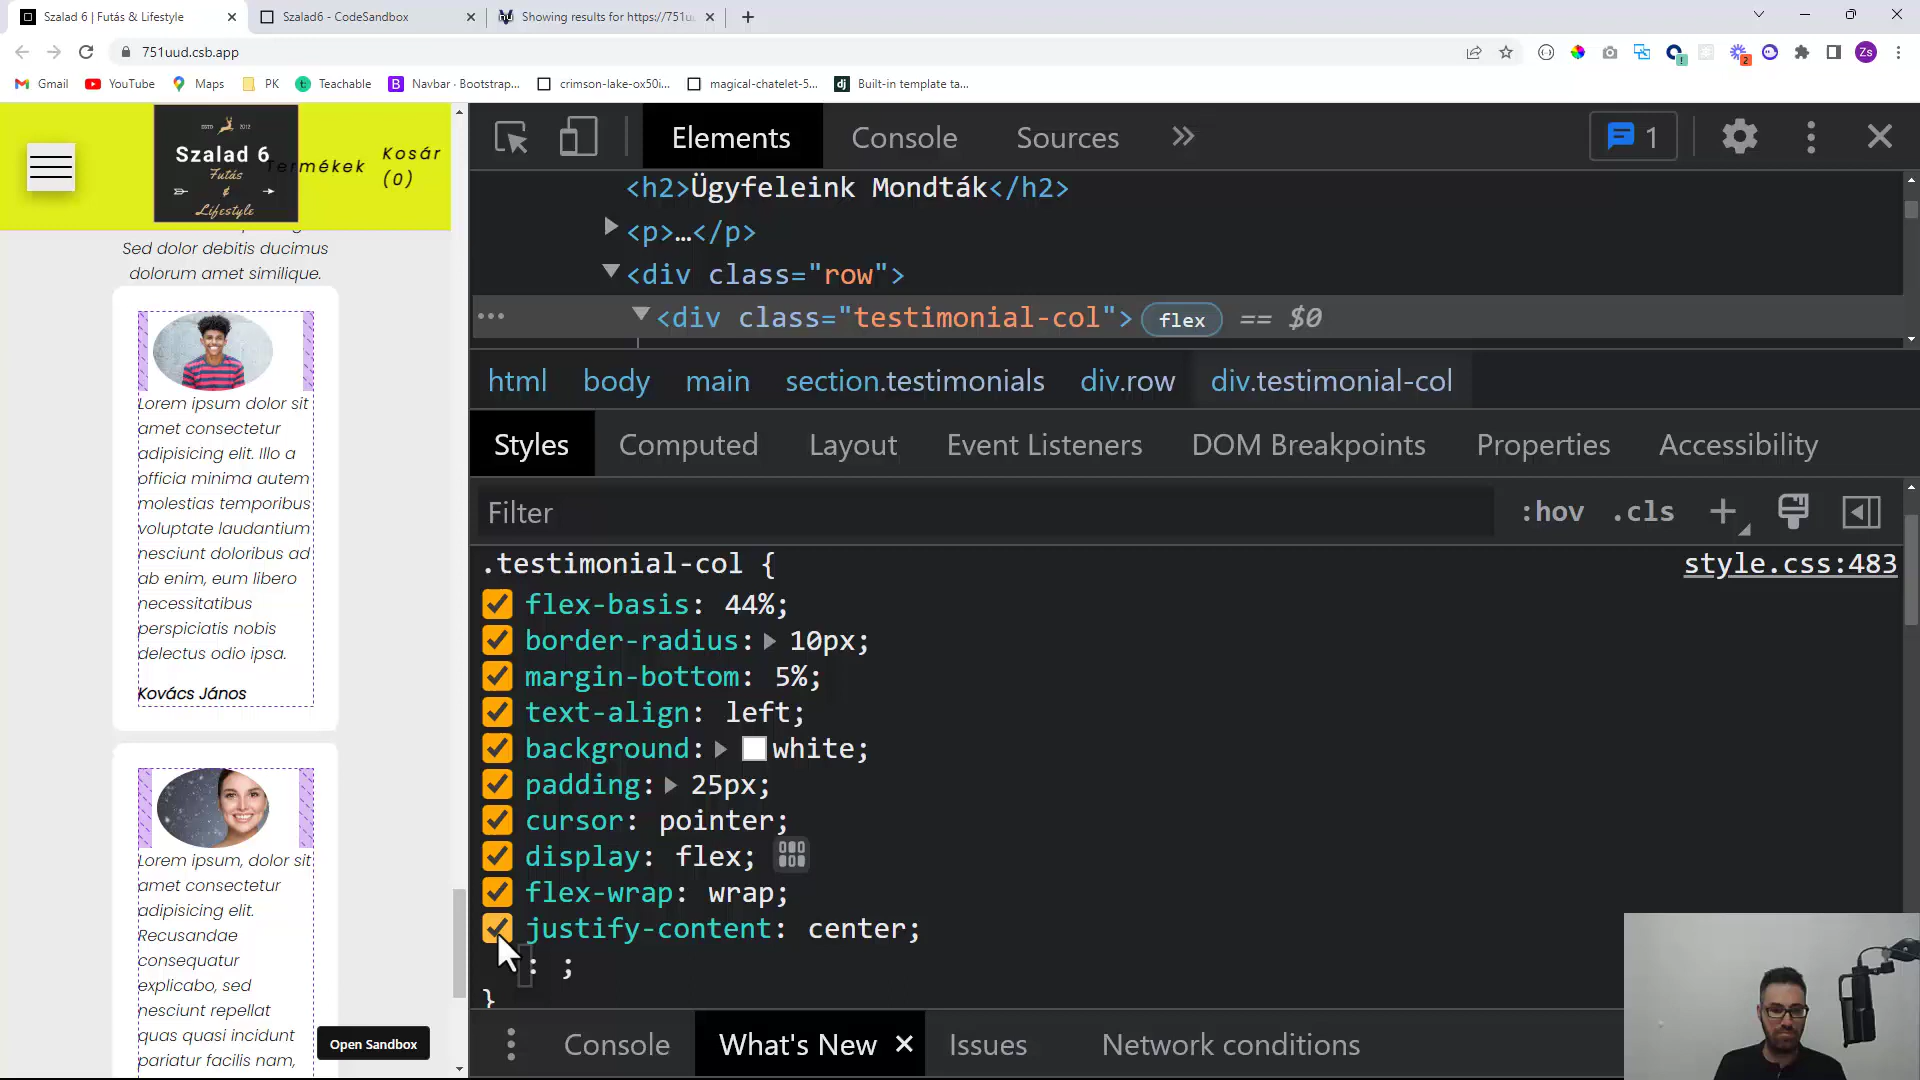 Szalad 6 | Futás & Lifestyle
Szalad6 - CodeSandbox
Showing results for https://751uu
751uud.csb.app
Zs
2
Gmail
YouTube
Maps
PK
Teachable
Navbar · Bootstrap...
crimson-lake-ox50i...
magical-chatelet-5...
dj Built-in template ta...
ESTD 2012
Szalad 6
Futás
&
Lifestyle
Termékek
Kosár
(0)
Sed dolor debitis ducimus
dolorum amet similique.
Lorem ipsum dolor sit
amet consectetur
adipisicing elit. Illo a
officia minima autem
molestias temporibus
voluptate laudantium
nesciunt doloribus ad
ab enim, eum libero
necessitatibus
perspiciatis nobis
delectus odio ipsa.
Kovács János
Lorem ipsum, dolor sit
amet consectetur
adipisicing elit.
Recusandae
consequatur
explicabo, sed
nesciunt repellat
quas quasi incidunt
pariatur facilis nam,
Open Sandbox
Elements
Console
Sources
1
<h2>Ügyfeleink Mondták</h2>
<p>…</p>
<div class="row">
<div class="testimonial-col"> flex == $0
html body main section.testimonials div.row div.testimonial-col
Styles
Computed
Layout
Event Listeners
DOM Breakpoints
Properties
Accessibility
Filter
:hov .cls
.testimonial-col {
style.css:483
flex-basis: 44%;
border-radius: 10px;
margin-bottom: 5%;
text-align: left;
background: white;
padding: 25px;
cursor: pointer;
display: flex;
flex-wrap: wrap;
justify-content: center;
: ;
}
Console
What's New
Issues
Network conditions